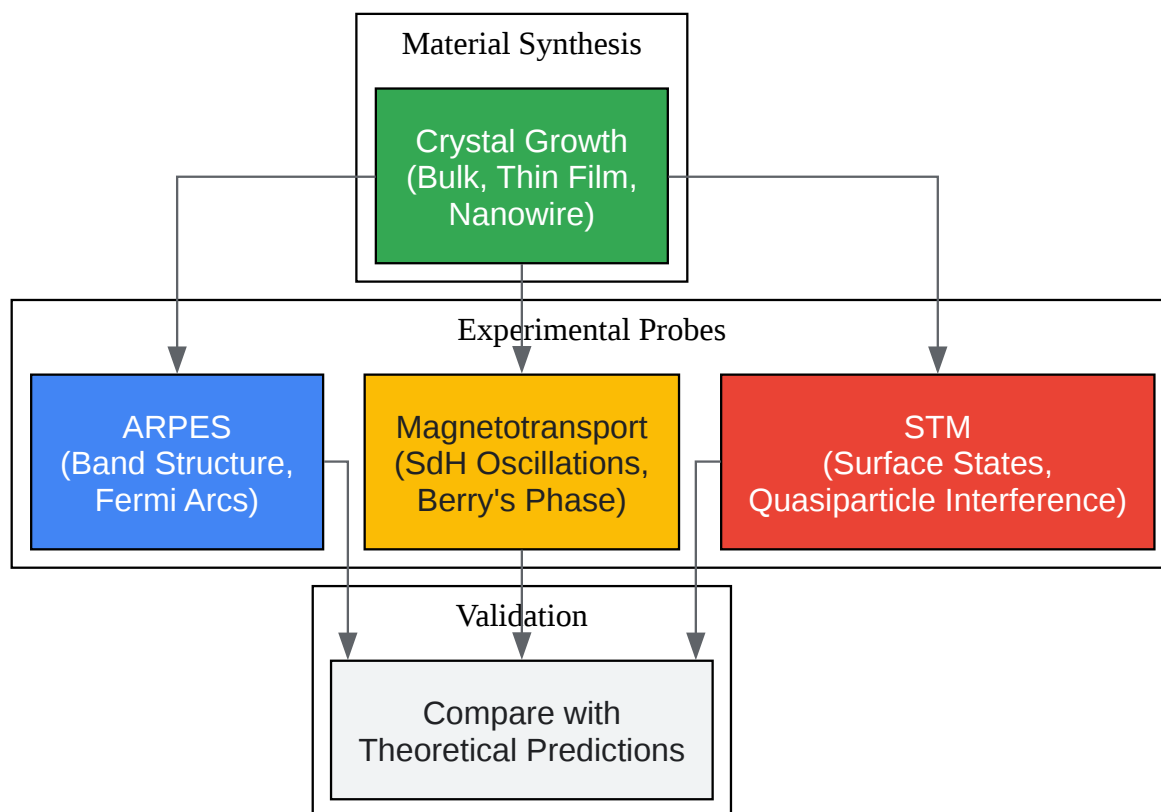 Material Synthesis
Crystal Growth
(Bulk, Thin Film,
Nanowire)
Experimental Probes
ARPES
(Band Structure,
Fermi Arcs)
Magnetotransport
(SdH Oscillations,
Berry's Phase)
STM
(Surface States,
Quasiparticle Interference)
Validation
Compare with
Theoretical Predictions